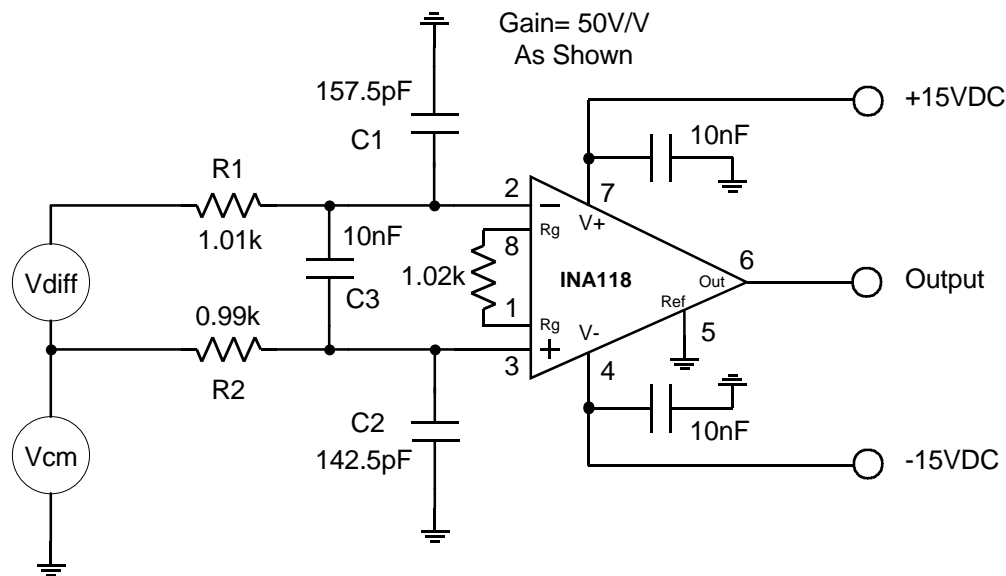 Gain= 50V/V
As Shown
157.5pF
C1
+15VDC
10nF
R1
1.01k
2
7
V+
10nF
C3
Rg
8
1.02k
1
Rg
INA118
Out
6
Output
Ref
5
V-
4
3
Vdiff
0.99k
R2
C2
142.5pF
10nF
-15VDC
Vcm